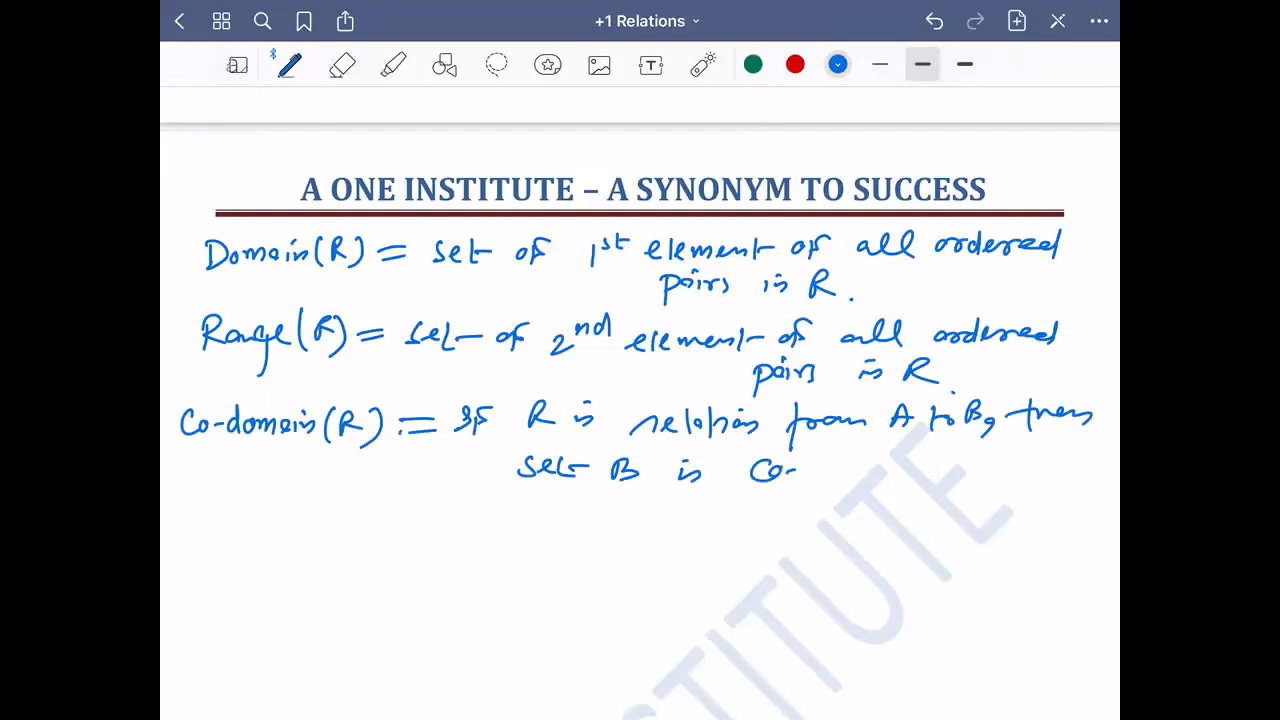 +1 Relations
A ONE INSTITUTE – A SYNONYM TO SUCCESS
Domain(R) = set of 1st element of all ordered
pairs in R.
Range(R) = set of 2nd element of all ordered
pairs in R.
Co-domain(R) := If R is relation from A to B, then
set B is Co-
INSTITUTE